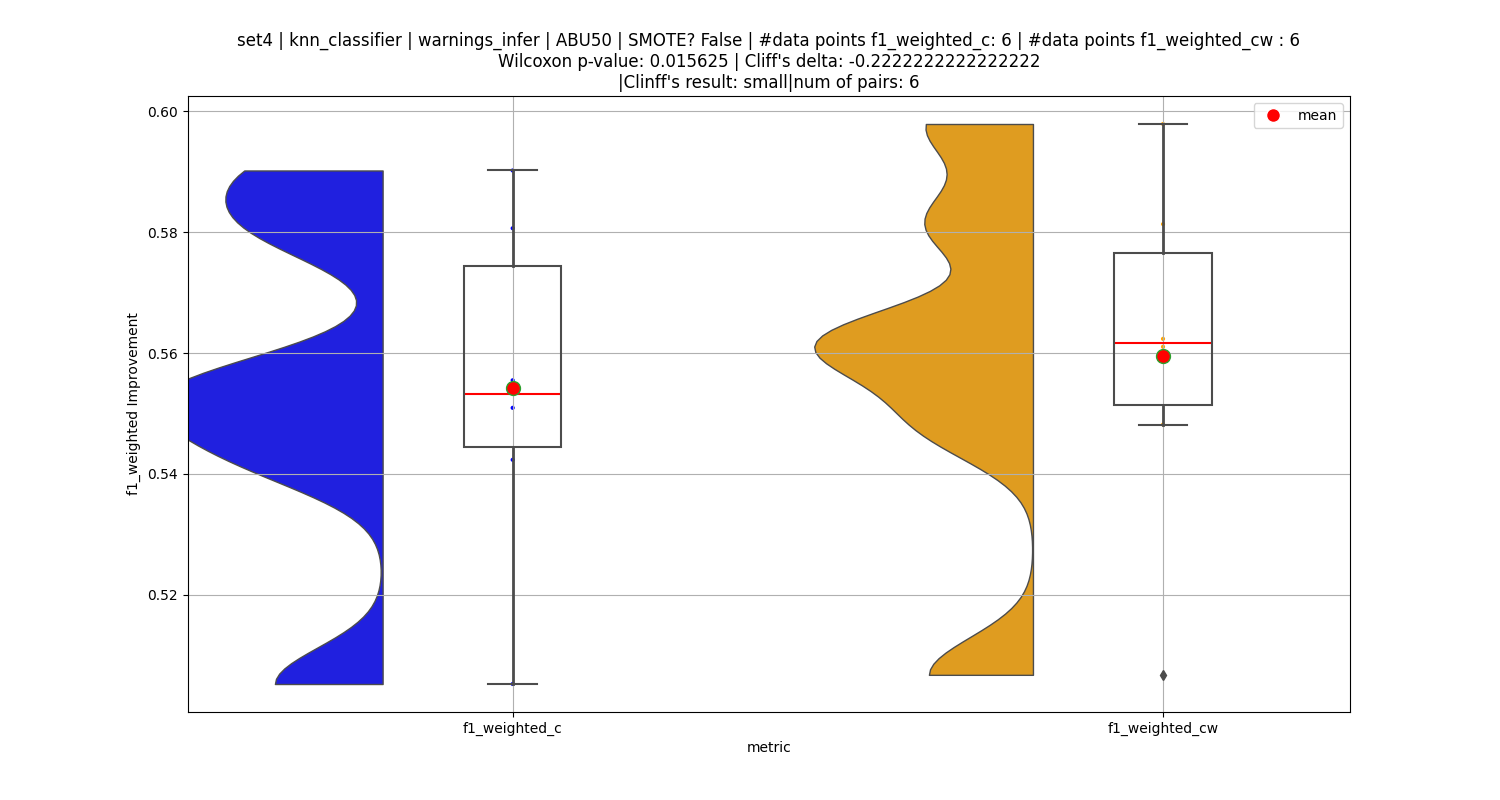 set4 | knn_classifier | warnings_infer | ABU50 | SMOTE? False | #data points f1_weighted_c: 6 | #data points f1_weighted_cw : 6
Wilcoxon p-value: 0.015625 | Cliff's delta: -0.2222222222222222
|Clinff's result: small|num of pairs: 6
mean
0.60
0.58
0.56
0.54
0.52
f1_weighted Improvement
f1_weighted_c
f1_weighted_cw
metric